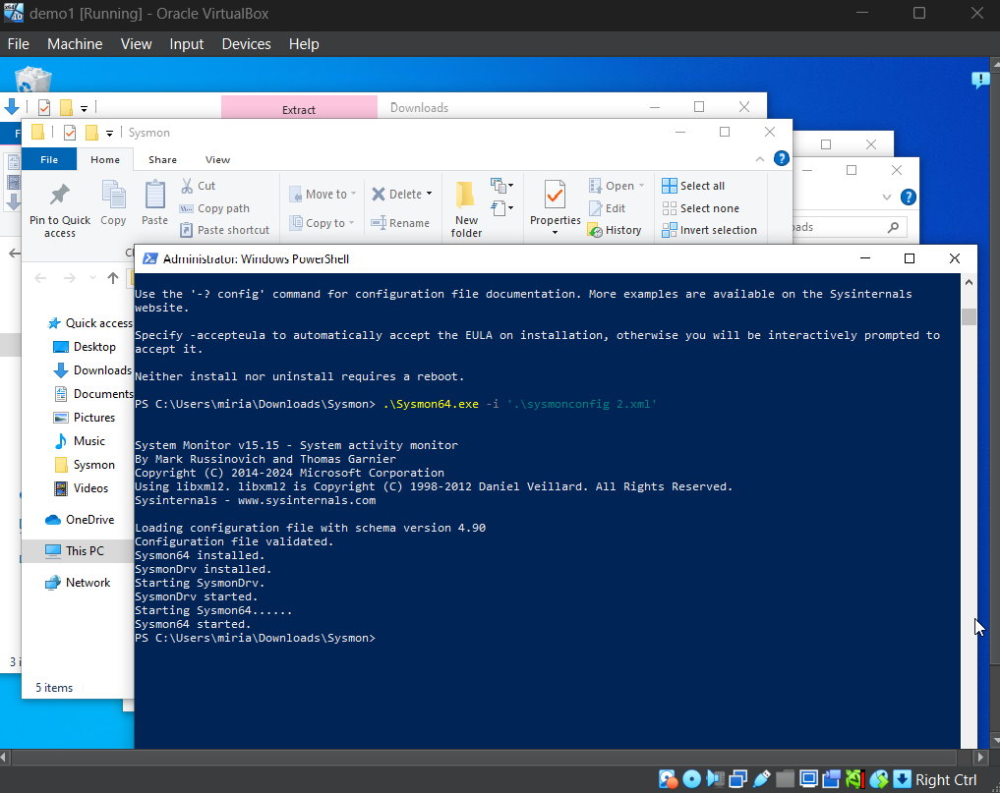 demo1 [Running] - Oracle VirtualBox
File Machine View Input Devices Help
Extract Downloads
Sysmon
File Home Share View
Pin to Quick access
Copy
Paste
Cut
Copy path
Paste shortcut
Move to
Copy to
Delete
Rename
New folder
Properties
Open
Edit
History
Select all
Select none
Invert selection
Administrator: Windows PowerShell
Quick access
Desktop
Downloads
Documents
Pictures
Music
Sysmon
Videos
OneDrive
This PC
Network
5 items
Use the '-? config' command for configuration file documentation. More examples are available on the Sysinternals
website.
Specify -accepteula to automatically accept the EULA on installation, otherwise you will be interactively prompted to
accept it.
Neither install nor uninstall requires a reboot.
PS C:\Users\miria\Downloads\Sysmon> .\Sysmon64.exe -i '.\sysmonconfig 2.xml'
System Monitor v15.15 - System activity monitor
By Mark Russinovich and Thomas Garnier
Copyright (C) 2014-2024 Microsoft Corporation
Using libxml2. libxml2 is Copyright (C) 1998-2012 Daniel Veillard. All Rights Reserved.
Sysinternals - www.sysinternals.com
Loading configuration file with schema version 4.90
Configuration file validated.
Sysmon64 installed.
SysmonDrv installed.
Starting SysmonDrv.
SysmonDrv started.
Starting Sysmon64......
Sysmon64 started.
PS C:\Users\miria\Downloads\Sysmon>
Right Ctrl